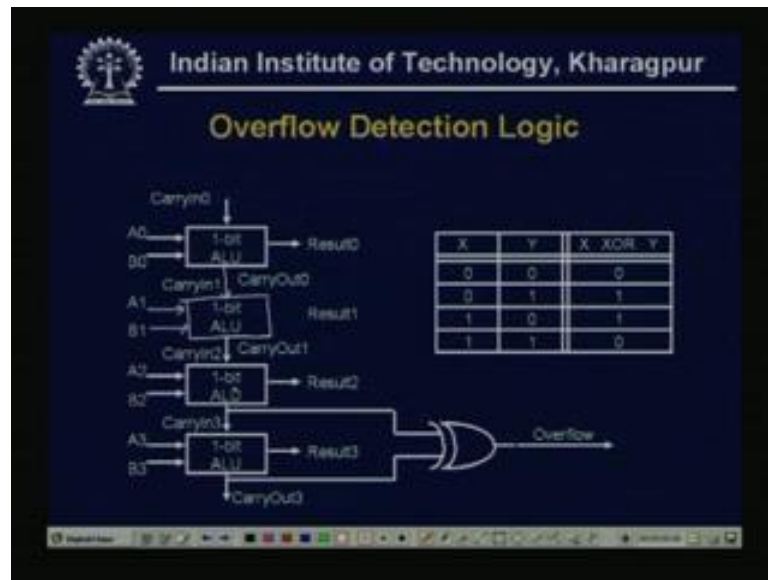 Indian Institute of Technology, Kharagpur
Overflow Detection Logic
CarryIn0
A0
B0
1-bit
ALU
Result0
CarryIn1
CarryOut0
A1
B1
1-bit
ALU
Result1
CarryIn2
CarryOut1
A2
B2
1-bit
ALU
Result2
CarryIn3
A3
B3
1-bit
ALU
Result3
CarryOut3
Overflow
X Y X XOR Y
0 0 0
0 1 1
1 0 1
1 1 0